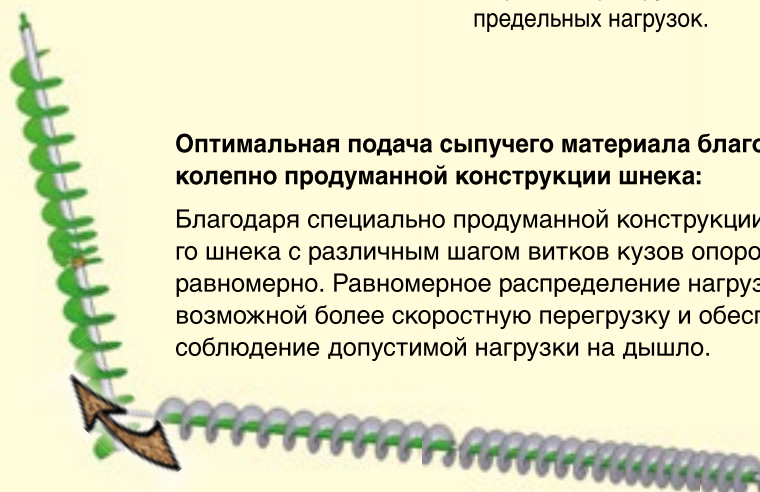 предельных нагрузок.
Оптимальная подача сыпучего материала благо
колепно продуманной конструкции шнека:
Благодаря специально продуманной конструкции
го шнека с различным шагом витков кузов опоро
равномерно. Равномерное распределение нагруз
возможной более скоростную перегрузку и обесп
соблюдение допустимой нагрузки на дышло.